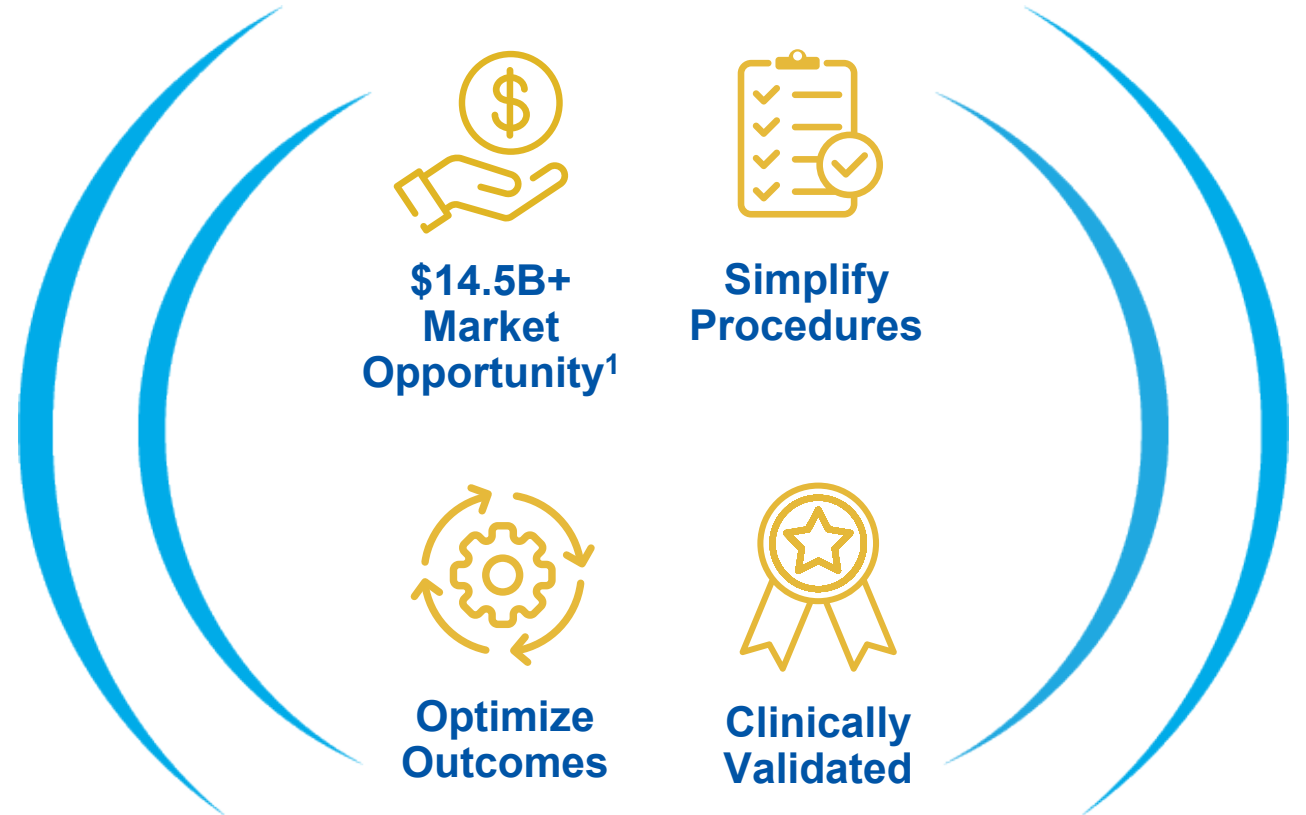 $14.5B+
Market
Opportunity¹
Simplify
Procedures
Optimize
Outcomes
Clinically
Validated